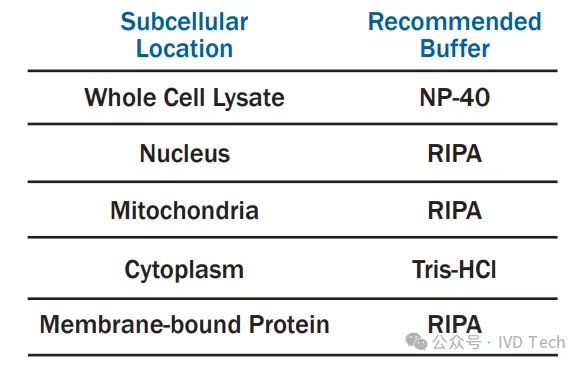 Subcellular Location Recommended Buffer
Whole Cell Lysate NP-40
Nucleus RIPA
Mitochondria RIPA
Cytoplasm Tris-HCl
Membrane-bound Protein RIPA
公众号 · IVD Tech